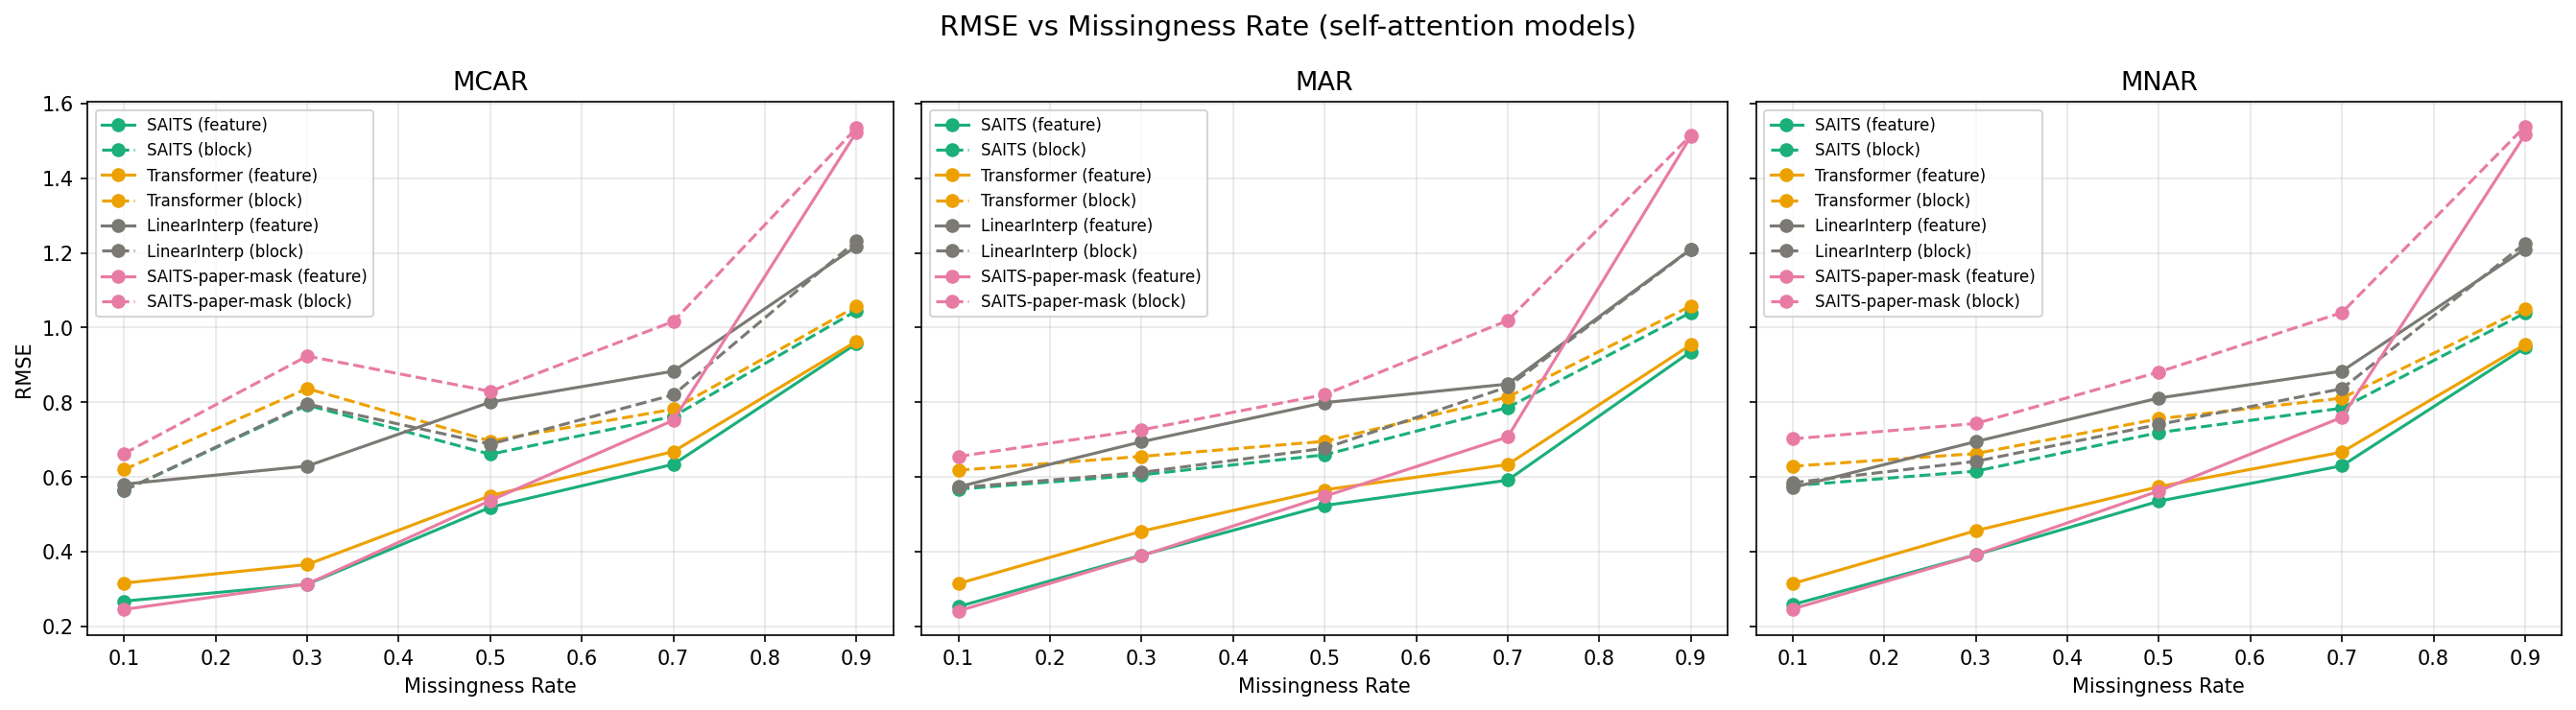 RMSE vs Missingness Rate (self-attention models)
MCAR
RMSE
1.6
1.4
1.2
1.0
0.8
0.6
0.4
0.2
SAITS (feature)
SAITS (block)
Transformer (feature)
Transformer (block)
LinearInterp (feature)
LinearInterp (block)
SAITS-paper-mask (feature)
SAITS-paper-mask (block)
0.1 0.2 0.3 0.4 0.5 0.6 0.7 0.8 0.9
Missingness Rate
MAR
SAITS (feature)
SAITS (block)
Transformer (feature)
Transformer (block)
LinearInterp (feature)
LinearInterp (block)
SAITS-paper-mask (feature)
SAITS-paper-mask (block)
0.1 0.2 0.3 0.4 0.5 0.6 0.7 0.8 0.9
Missingness Rate
MNAR
SAITS (feature)
SAITS (block)
Transformer (feature)
Transformer (block)
LinearInterp (feature)
LinearInterp (block)
SAITS-paper-mask (feature)
SAITS-paper-mask (block)
0.1 0.2 0.3 0.4 0.5 0.6 0.7 0.8 0.9
Missingness Rate